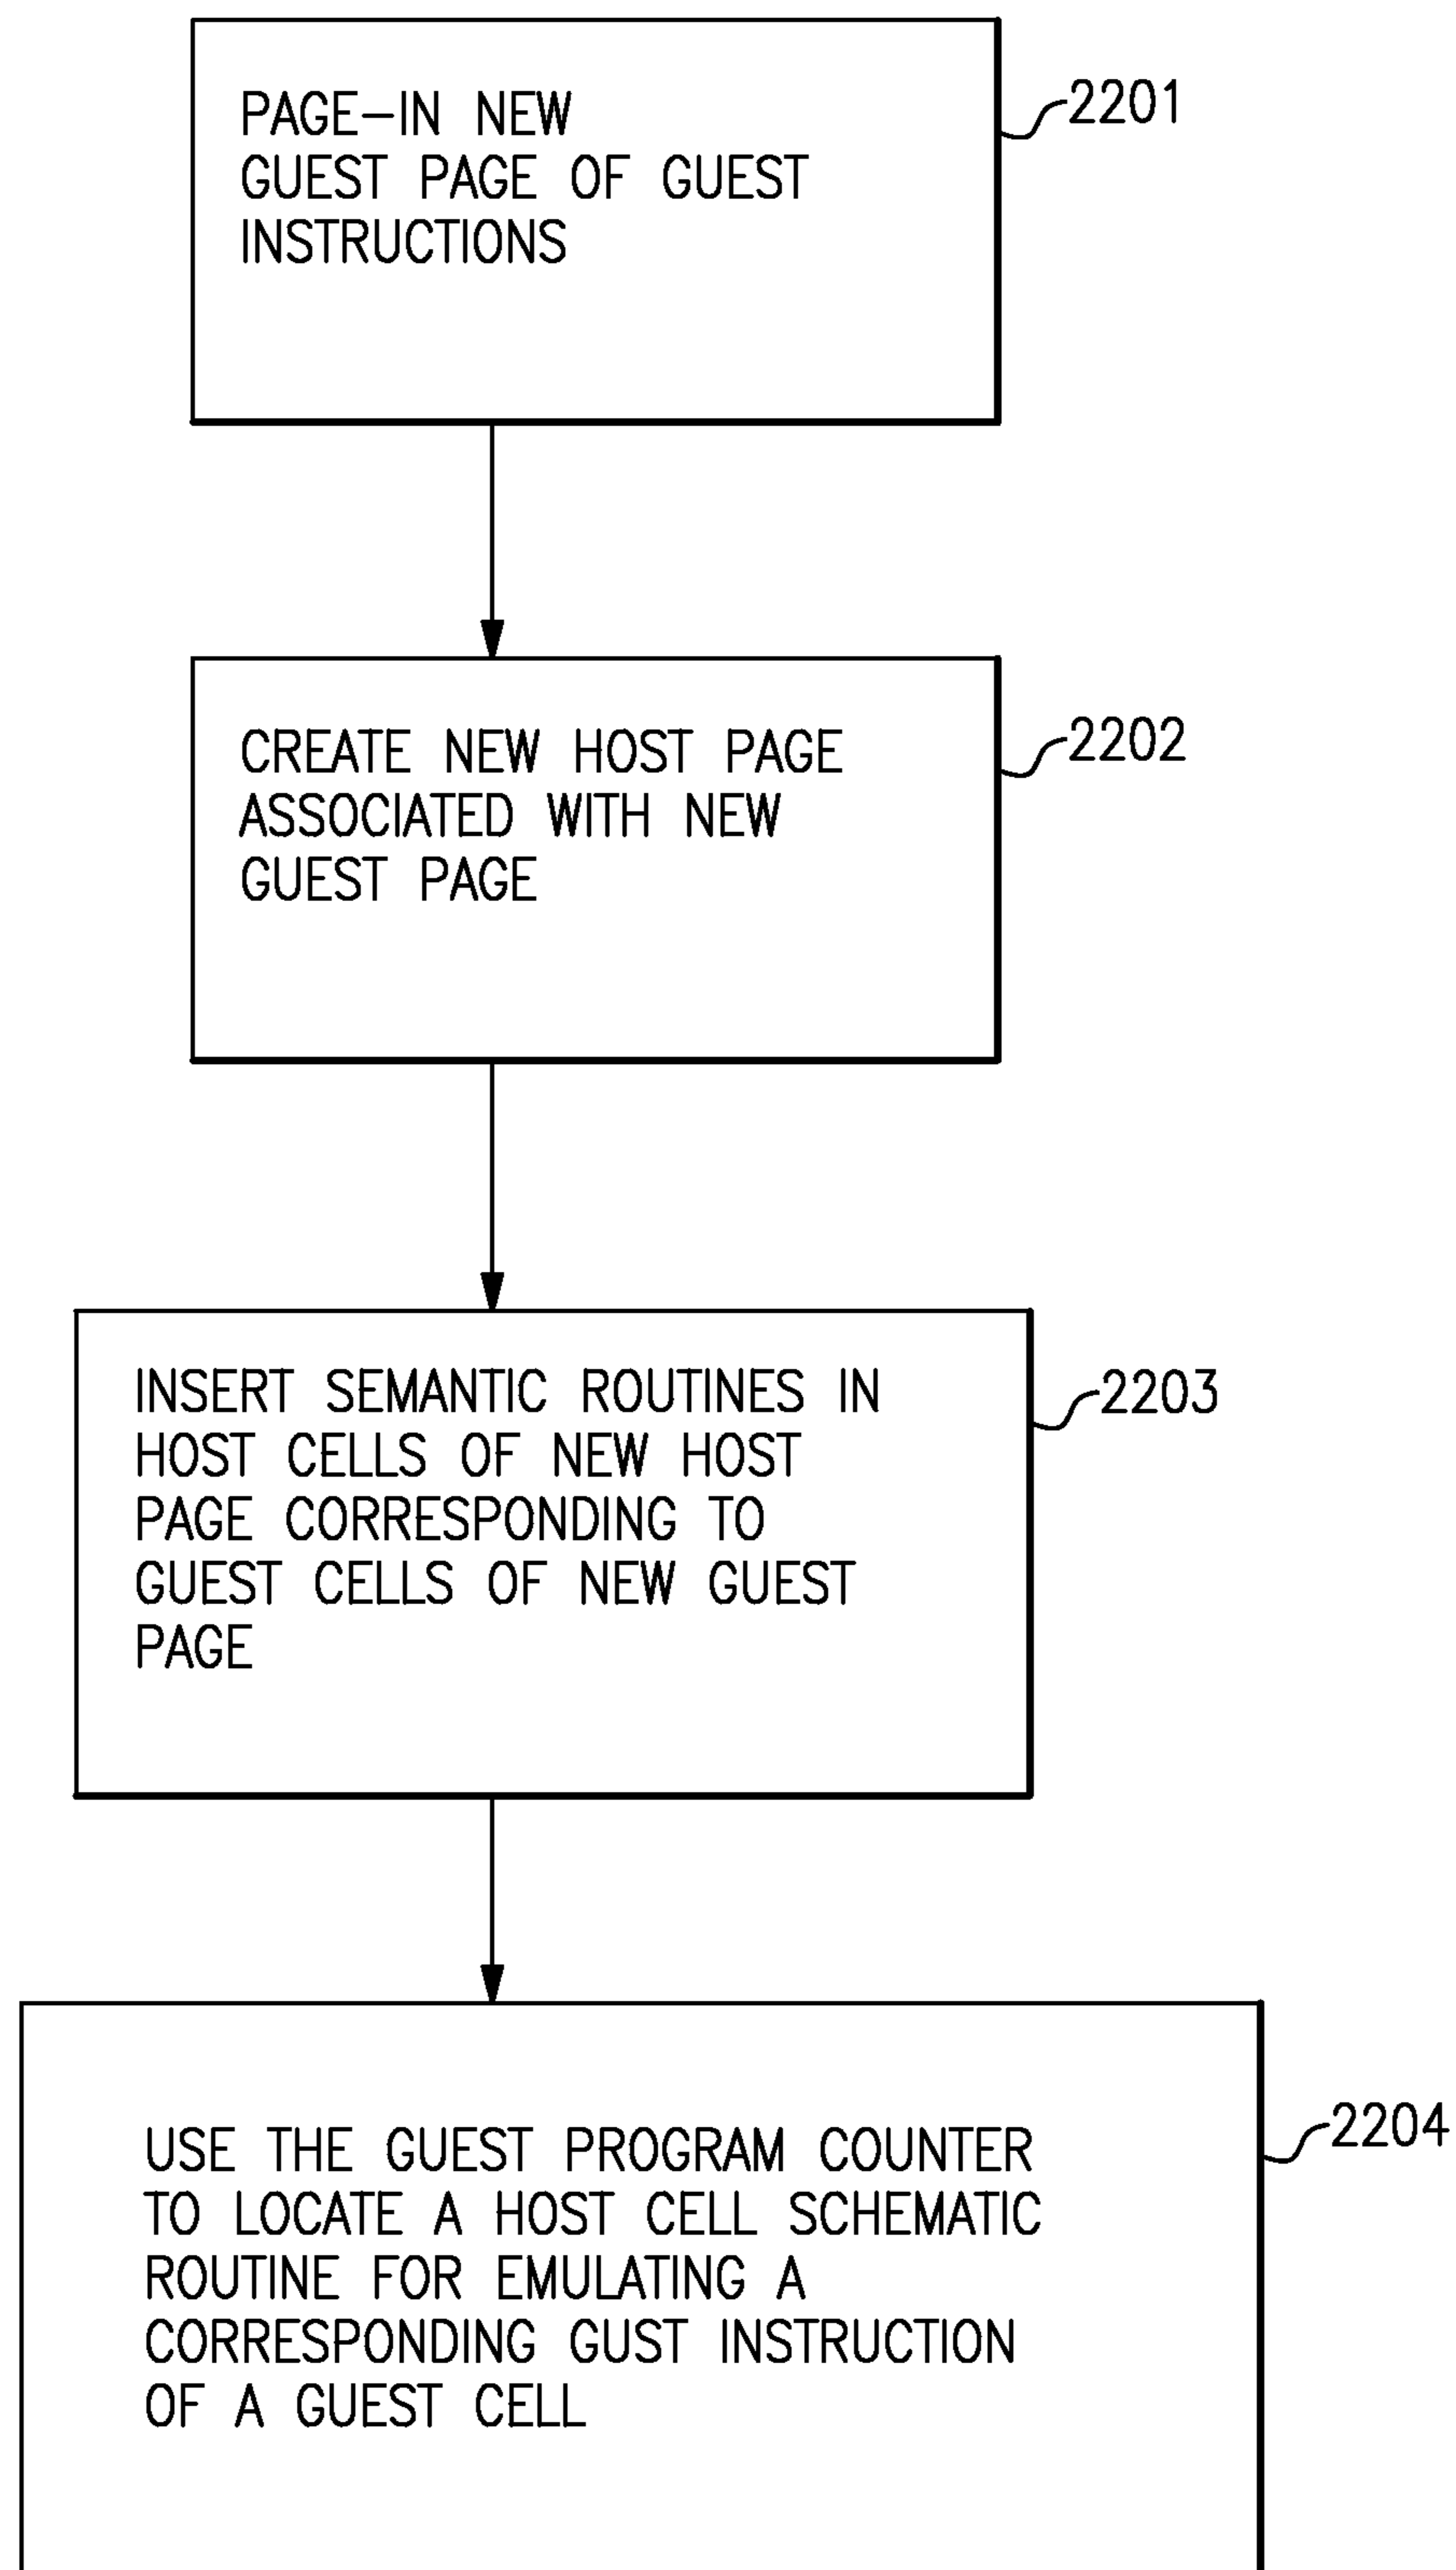 PAGE-IN NEW
GUEST PAGE OF GUEST
INSTRUCTIONS
2201
CREATE NEW HOST PAGE
ASSOCIATED WITH NEW
GUEST PAGE
2202
INSERT SEMANTIC ROUTINES IN
HOST CELLS OF NEW HOST
PAGE CORRESPONDING TO
GUEST CELLS OF NEW GUEST
PAGE
2203
USE THE GUEST PROGRAM COUNTER
TO LOCATE A HOST CELL SCHEMATIC
ROUTINE FOR EMULATING A
CORRESPONDING GUST INSTRUCTION
OF A GUEST CELL
2204